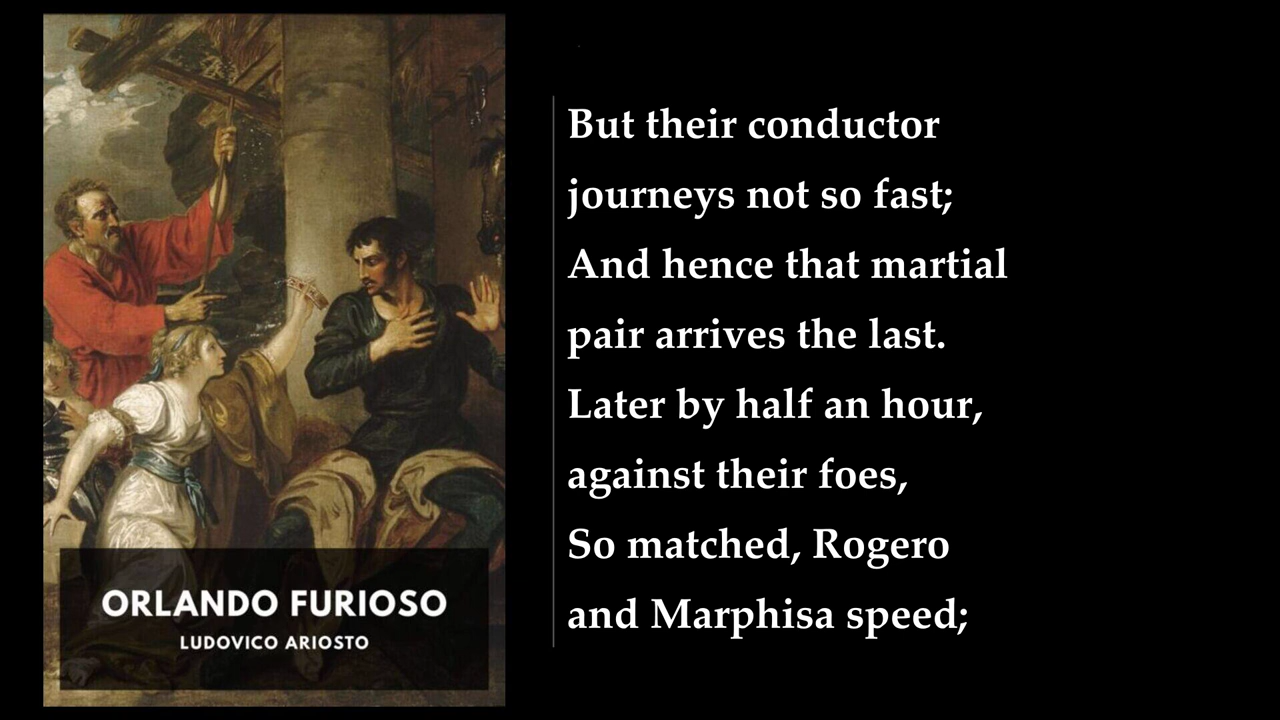 ORLANDO FURIOSO
LUDOVICO ARIOSTO
But their conductor
journeys not so fast;
And hence that martial
pair arrives the last.
Later by half an hour,
against their foes,
So matched, Rogero
and Marphisa speed;